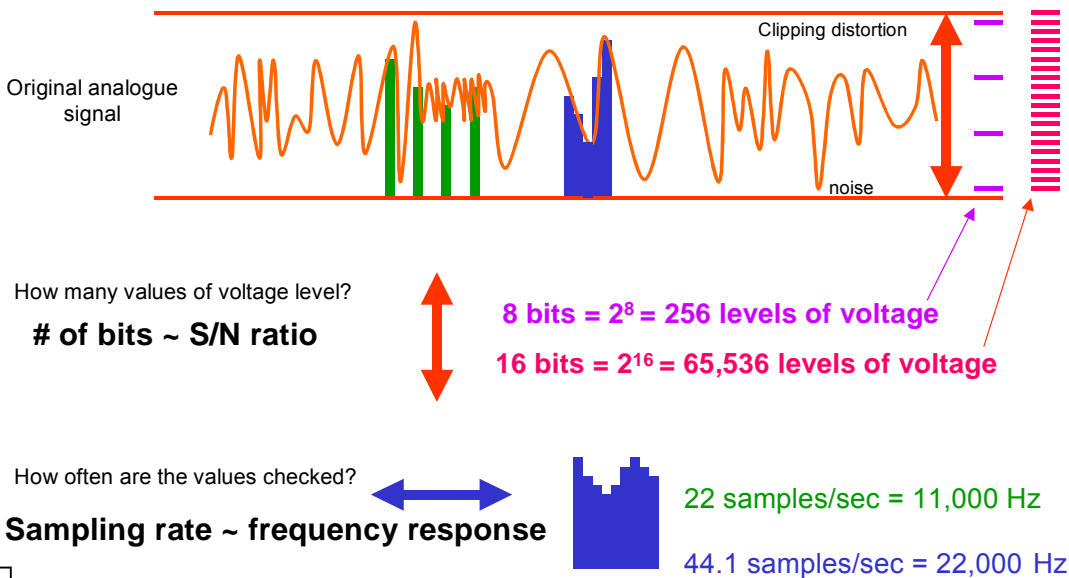 Clipping distortion
Original analogue
signal
noise
How many values of voltage level?
# of bits ~ S/N ratio
8 bits = 2⁸ = 256 levels of voltage
16 bits = 2¹⁶ = 65,536 levels of voltage
How often are the values checked?
Sampling rate ~ frequency response
22 samples/sec = 11,000 Hz
44.1 samples/sec = 22,000 Hz